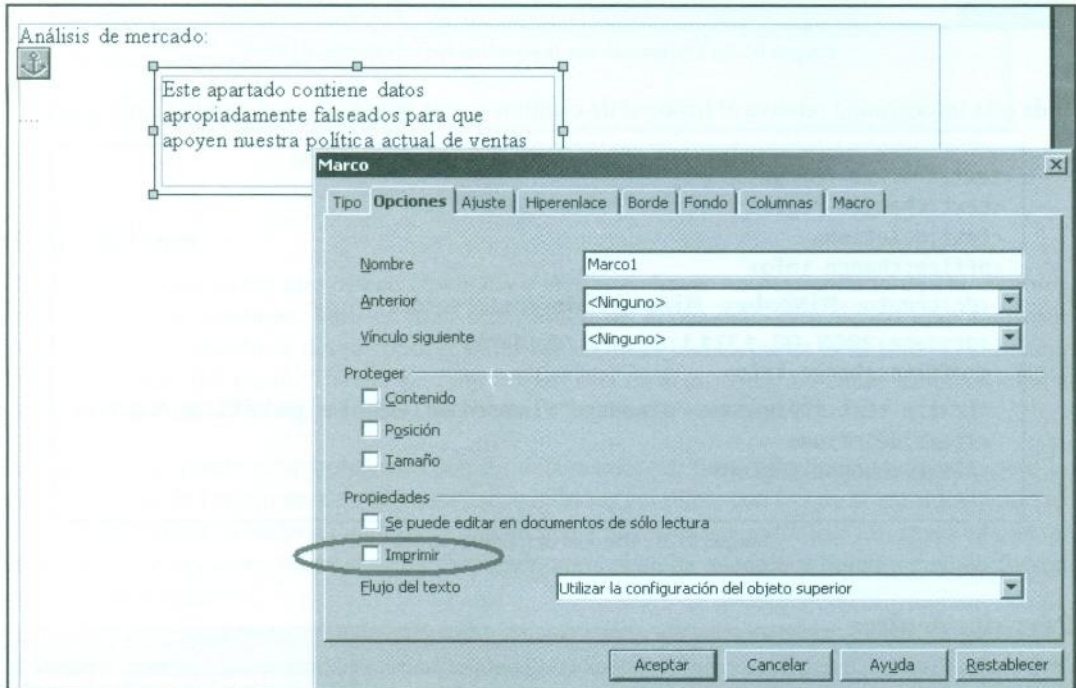 Análisis de mercado:
Este apartado contiene datos
apropiadamente falseados para que
apoyen nuestra política actual de ventas
Marco
Tipo Opciones Ajuste Hiperenlace Borde Fondo Columnas Macro
Nombre Marco1
Anterior <Ninguno>
Vínculo siguiente <Ninguno>
Proteger
Contenido
Posición
Tamaño
Propiedades
Se puede editar en documentos de sólo lectura
Imprimir
Flujo del texto Utilizar la configuración del objeto superior
Aceptar Cancelar Ayuda Restablecer